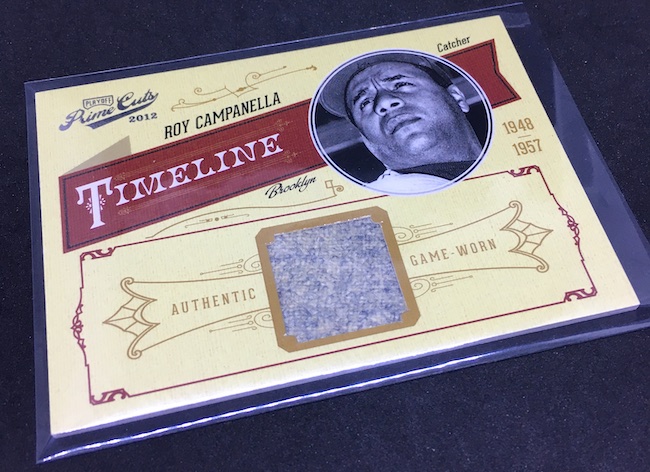 PLAYOFF
Prime Cuts
2012
ROY CAMPANELLA
Catcher
TIMELINE
Brooklyn
1948
1957
AUTHENTIC GAME-WORN